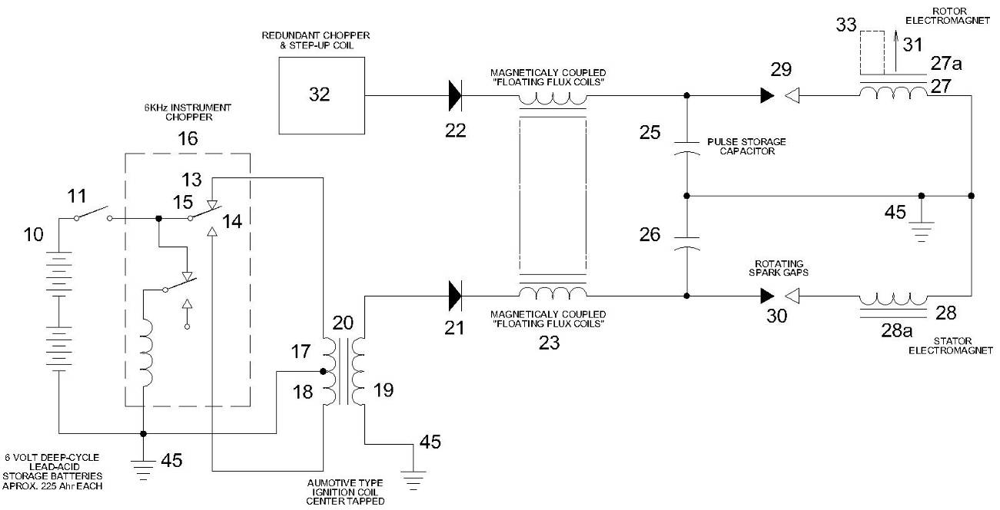 ROTOR
ELECTROMAGNET
33
31
27a
27
REDUNDANT CHOPPER
& STEP-UP COIL
32
22
MAGNETICALY COUPLED
"FLOATING FLUX COILS"
29
25
PULSE STORAGE
CAPACITOR
6KHz INSTRUMENT
CHOPPER
16
13
11
15
14
10
45
26
ROTATING
SPARK GAPS
30
28
28a
STATOR
ELECTROMAGNET
21
MAGNETICALY COUPLED
"FLOATING FLUX COILS"
23
20
17
18
19
45
45
6 VOLT DEEP-CYCLE
LEAD-ACID
STORAGE BATTERIES
APROX. 225 Ahr EACH
AUMOTIVE TYPE
IGNITION COIL
CENTER TAPPED